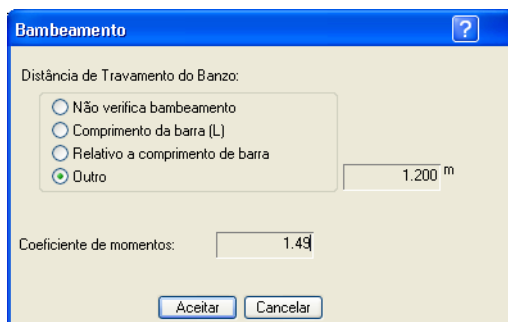 Bambeamento
Distância de Travamento do Banzo:
Não verifica bambeamento
Comprimento da barra (L)
Relativo a comprimento de barra
Outro
1.200 m
Coeficiente de momentos: 1.49
Aceitar Cancelar